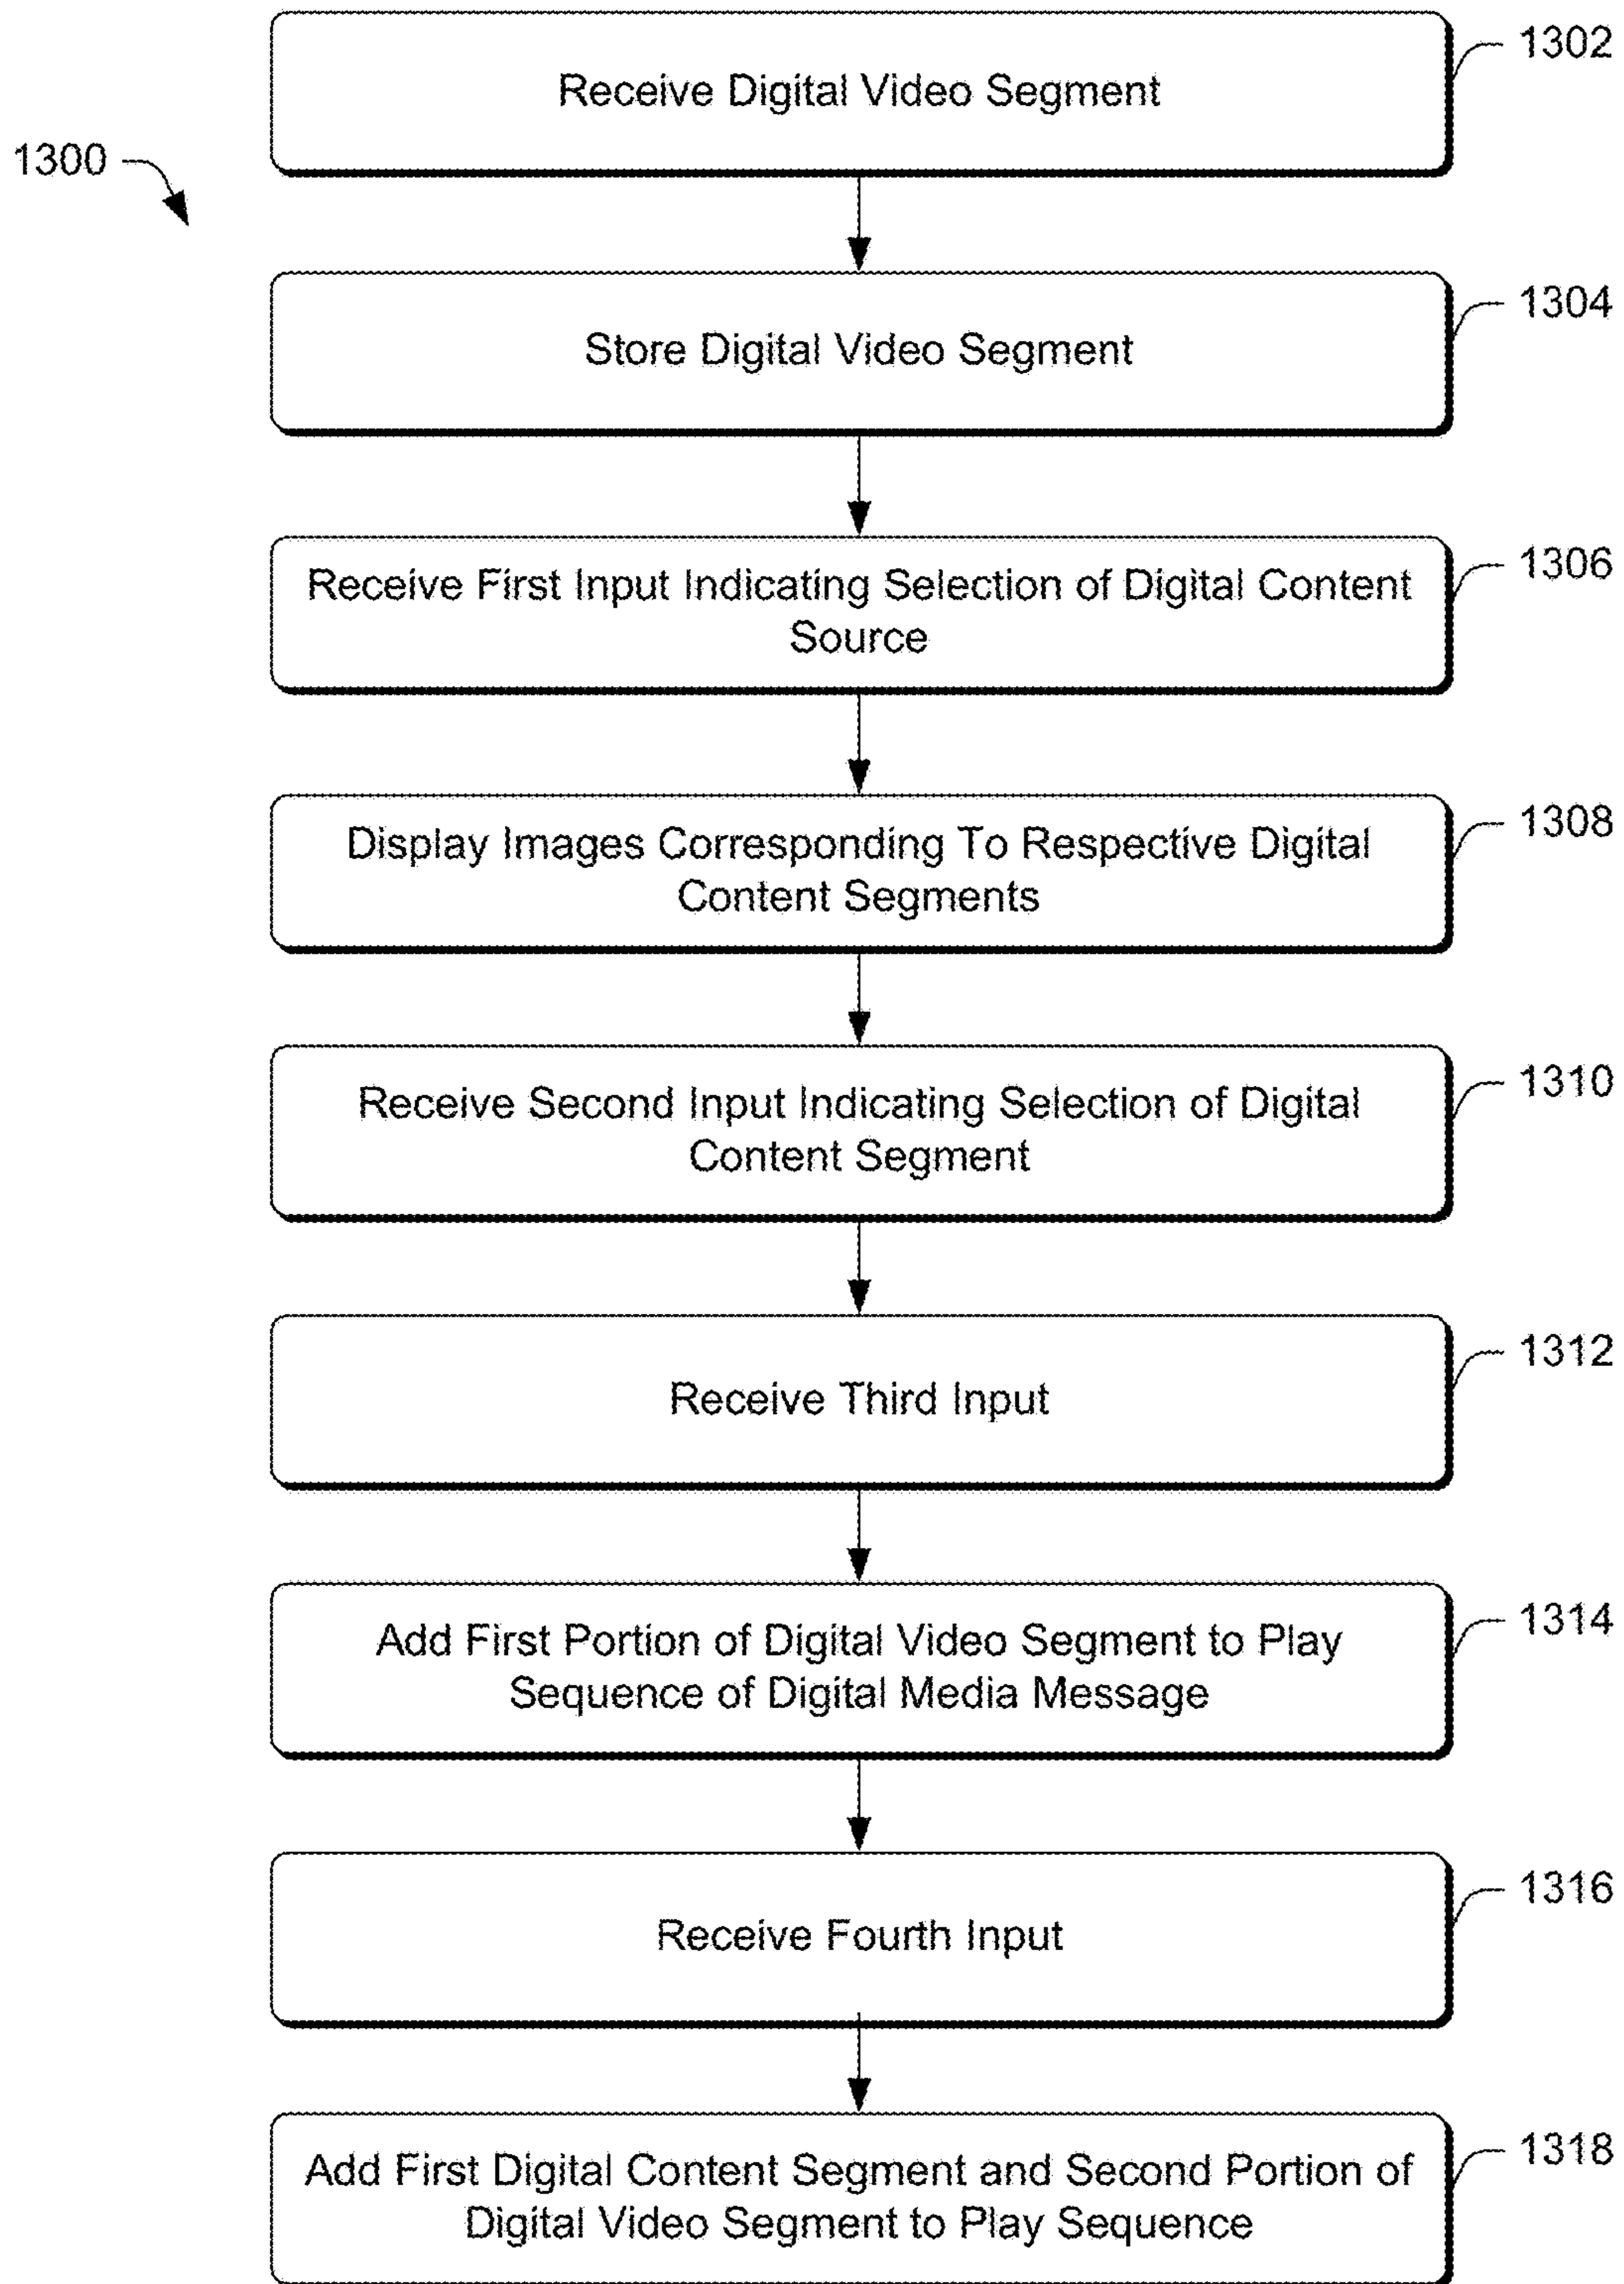 1302
Receive Digital Video Segment
1300
1304
Store Digital Video Segment
1306
Receive First Input Indicating Selection of Digital Content
Source
1308
Display Images Corresponding To Respective Digital
Content Segments
1310
Receive Second Input Indicating Selection of Digital
Content Segment
1312
Receive Third Input
1314
Add First Portion of Digital Video Segment to Play
Sequence of Digital Media Message
1316
Receive Fourth Input
1318
Add First Digital Content Segment and Second Portion of
Digital Video Segment to Play Sequence